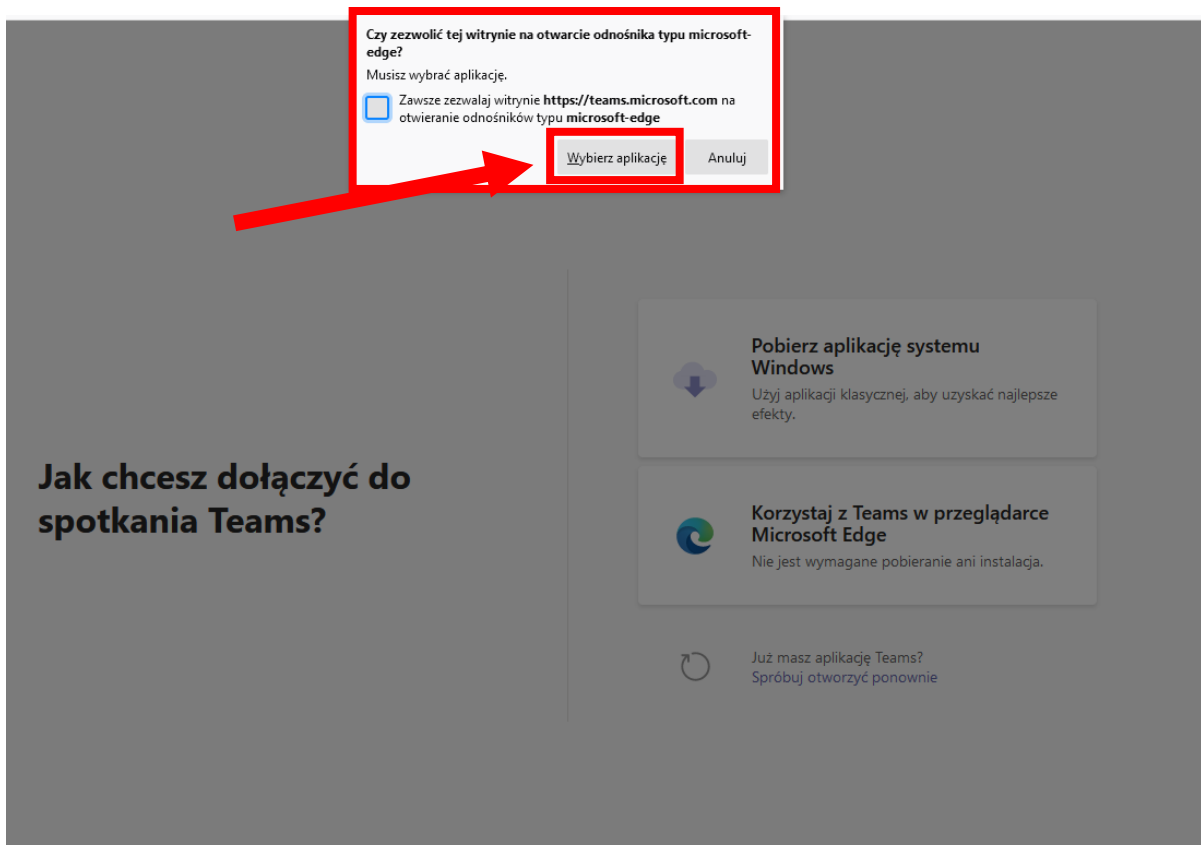 Czy zezwolić tej witrynie na otwarcie odnośnika typu microsoft-
edge?
Musisz wybrać aplikację.
Zawsze zezwalaj witrynie https://teams.microsoft.com na
otwieranie odnośników typu microsoft-edge
Wybierz aplikację
Anuluj
Jak chcesz dołączyć do
spotkania Teams?
Pobierz aplikację systemu
Windows
Użyj aplikacji klasycznej, aby uzyskać najlepsze
efekty.
Korzystaj z Teams w przeglądarce
Microsoft Edge
Nie jest wymagane pobieranie ani instalacja.
Już masz aplikację Teams?
Spróbuj otworzyć ponownie